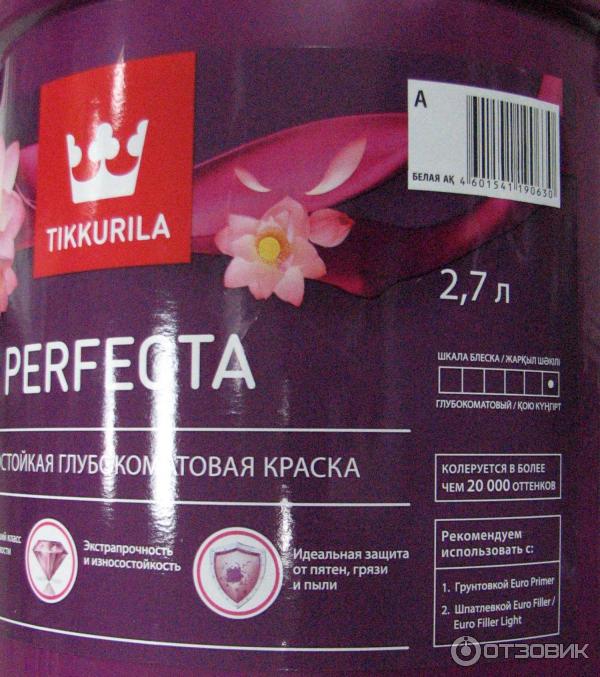 TIKKURILA
А
БЕЛАЯ АҚ
4 601541 190630
2,7 л
PERFECTA
ШКАЛА БЛЕСКА / ЖАРҚЫЛ ШӘКІЛІ
ГЛУБОКОМАТОВЫЙ / ҚОЮ КҮҢГІРТ
СТОЙКАЯ ГЛУБОКОМАТОВАЯ КРАСКА
КОЛЕРУЕТСЯ В БОЛЕЕ
ЧЕМ 20 000 ОТТЕНКОВ
класс
Экстрапрочность
и износостойкость
Идеальная защита
от пятен, грязи
и пыли
Рекомендуем
использовать с:
1. Грунтовкой Euro Primer
2. Шпатлевкой Euro Filler /
Euro Filler Light
ОТЗОВИК